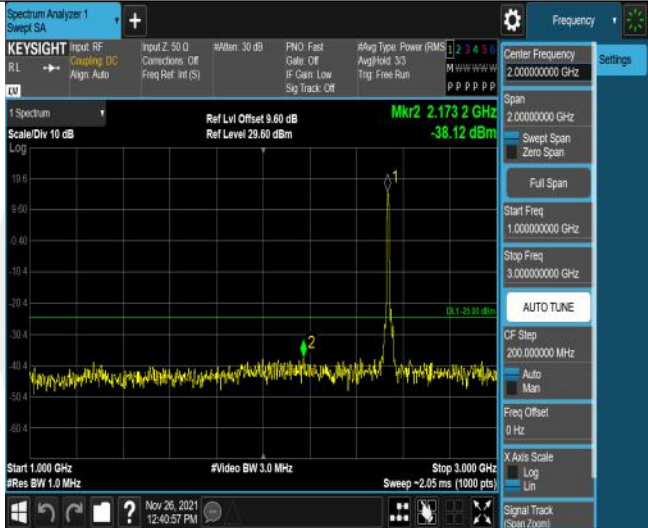 Spectrum Analyzer 1
Swept SA
+
Frequency
KEYSIGHT
RL
Input: RF
Coupling: DC
Align: Auto
Input Z: 50 Ω
Corrections: Off
Freq Ref: Int (S)
#Atten: 30 dB
PNO: Fast
Gate: Off
IF Gain: Low
Sig Track: Off
#Avg Type: Power (RMS
Avg|Hold: 3/3
Trig: Free Run
1 2 3 4 5 6
M W W W W W
P P P P P P
LV
1 Spectrum
Scale/Div 10 dB
Log
Ref Lvl Offset 9.60 dB
Ref Level 29.60 dBm
Mkr2 2.173 2 GHz
-38.12 dBm
19.6
9.60
-0.40
-10.4
-20.4
-30.4
-40.4
-50.4
-60.4
1
2
DL1 -25.00 dBm
Start 1.000 GHz
#Res BW 1.0 MHz
#Video BW 3.0 MHz
Stop 3.000 GHz
Sweep ~2.05 ms (1000 pts)
Nov 26, 2021
12:40:57 PM
?
Center Frequency
2.000000000 GHz
Settings
Span
2.00000000 GHz
Swept Span
Zero Span
Full Span
Start Freq
1.000000000 GHz
Stop Freq
3.000000000 GHz
AUTO TUNE
CF Step
200.000000 MHz
Auto
Man
Freq Offset
0 Hz
X Axis Scale
Log
Lin
Signal Track
(Span Zoom)